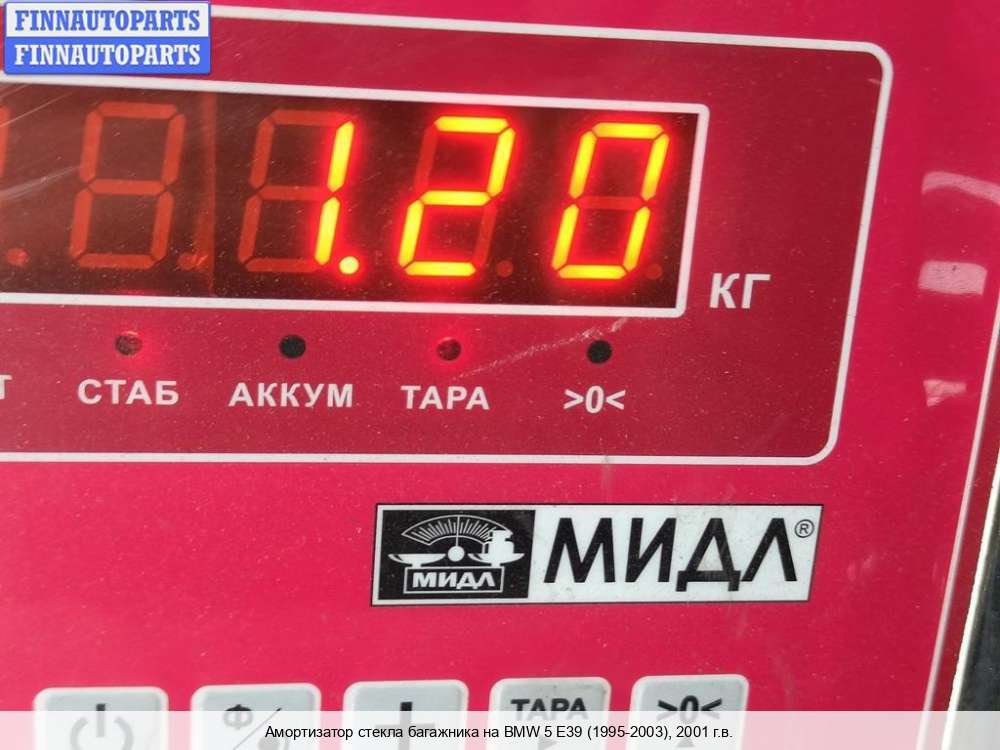 FINNAUTOPARTS
FINNAUTOPARTS
1.20
КГ
СТАБ АККУМ ТАРА >0<
МИДЛ МИДЛ®
ТАРА >0<
Амортизатор стекла багажника на BMW 5 E39 (1995-2003), 2001 г.в.